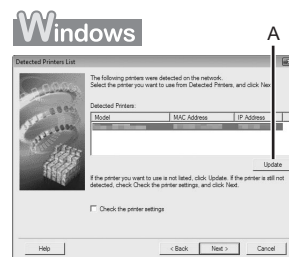 Windows
A
Detected Printers List
The following printers were detected on the network.
Select the printer you want to use from Detected Printers, and click Nex
Detected Printers:
Model MAC Address IP Address
Update
If the printer you want to use is not listed, click Update. If the printer is still not
detected, check Check the printer settings, and click Next.
Check the printer settings
Help < Back Next > Cancel